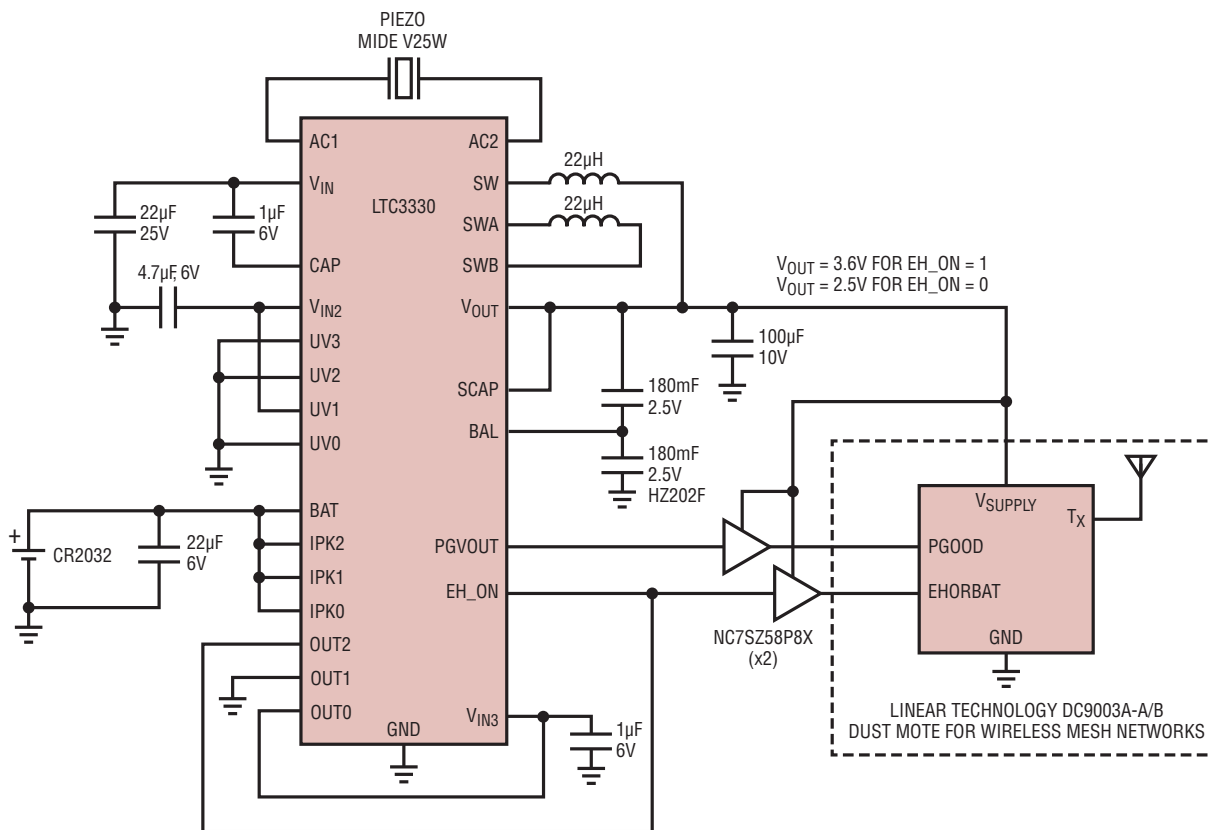 PIEZO
MIDE V25W
AC1
AC2
22µH
VIN
SW
LTC3330
22µF
25V
1µF
6V
22µH
SWA
CAP
SWB
4.7µF, 6V
VOUT = 3.6V FOR EH_ON = 1
VOUT = 2.5V FOR EH_ON = 0
VIN2
VOUT
UV3
100µF
10V
UV2
SCAP
180mF
2.5V
UV1
BAL
UV0
180mF
2.5V
HZ202F
BAT
VSUPPLY
TX
+
CR2032
22µF
6V
IPK2
PGVOUT
PGOOD
IPK1
EH_ON
EHORBAT
IPK0
NC7SZ58P8X
(x2)
GND
OUT2
OUT1
OUT0
VIN3
GND
1µF
6V
LINEAR TECHNOLOGY DC9003A-A/B
DUST MOTE FOR WIRELESS MESH NETWORKS